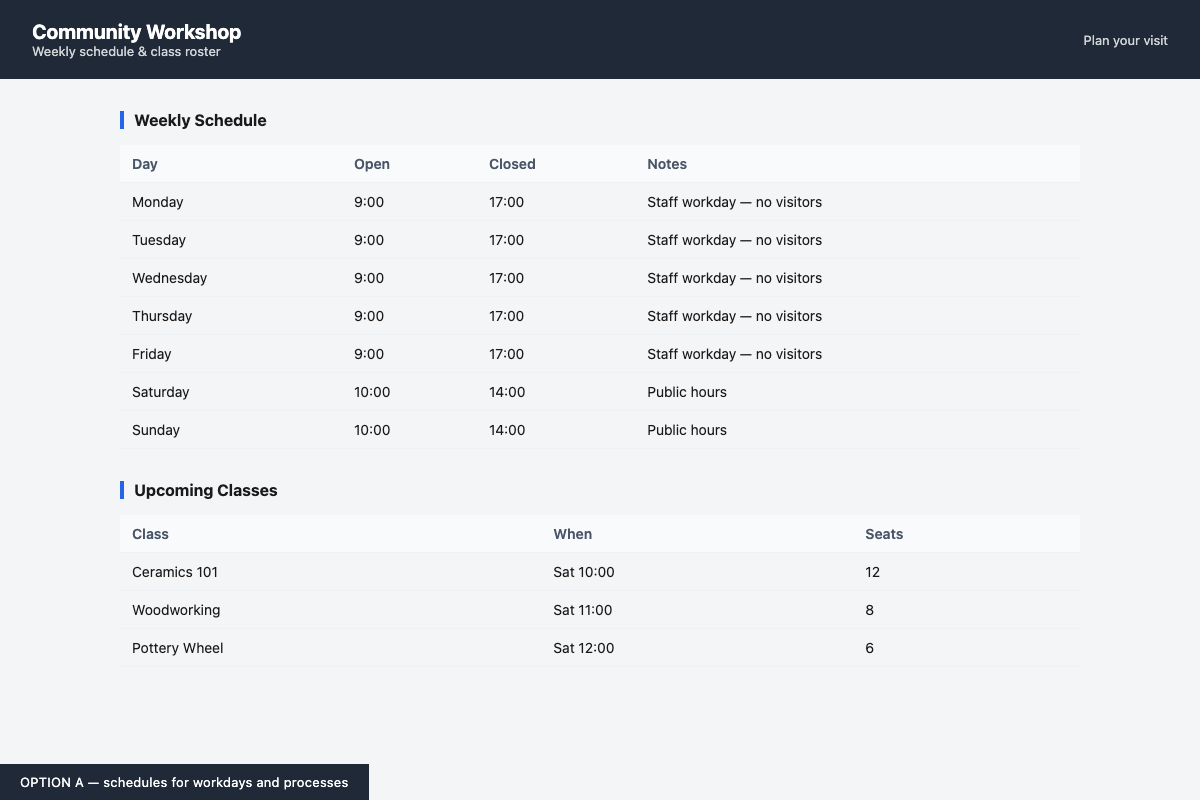 Community Workshop
Weekly schedule & class roster
Plan your visit
Weekly Schedule
Day Open Closed Notes
Monday 9:00 17:00 Staff workday — no visitors
Tuesday 9:00 17:00 Staff workday — no visitors
Wednesday 9:00 17:00 Staff workday — no visitors
Thursday 9:00 17:00 Staff workday — no visitors
Friday 9:00 17:00 Staff workday — no visitors
Saturday 10:00 14:00 Public hours
Sunday 10:00 14:00 Public hours
Upcoming Classes
Class When Seats
Ceramics 101 Sat 10:00 12
Woodworking Sat 11:00 8
Pottery Wheel Sat 12:00 6
OPTION A — schedules for workdays and processes